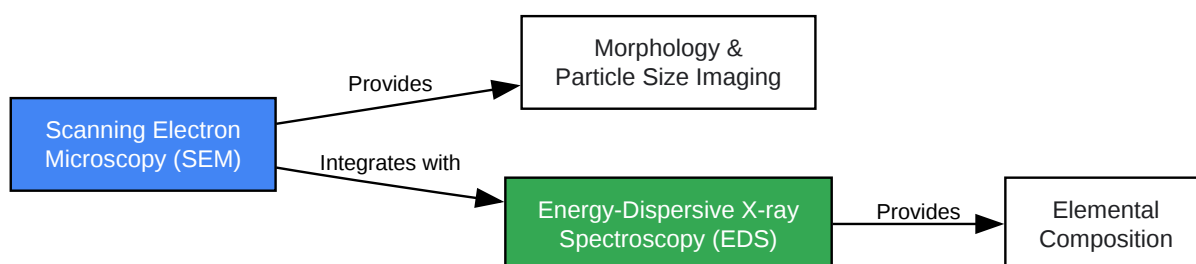 Morphology &
Particle Size Imaging
Provides
Scanning Electron
Microscopy (SEM)
Integrates with
Energy-Dispersive X-ray
Spectroscopy (EDS)
Provides
Elemental
Composition